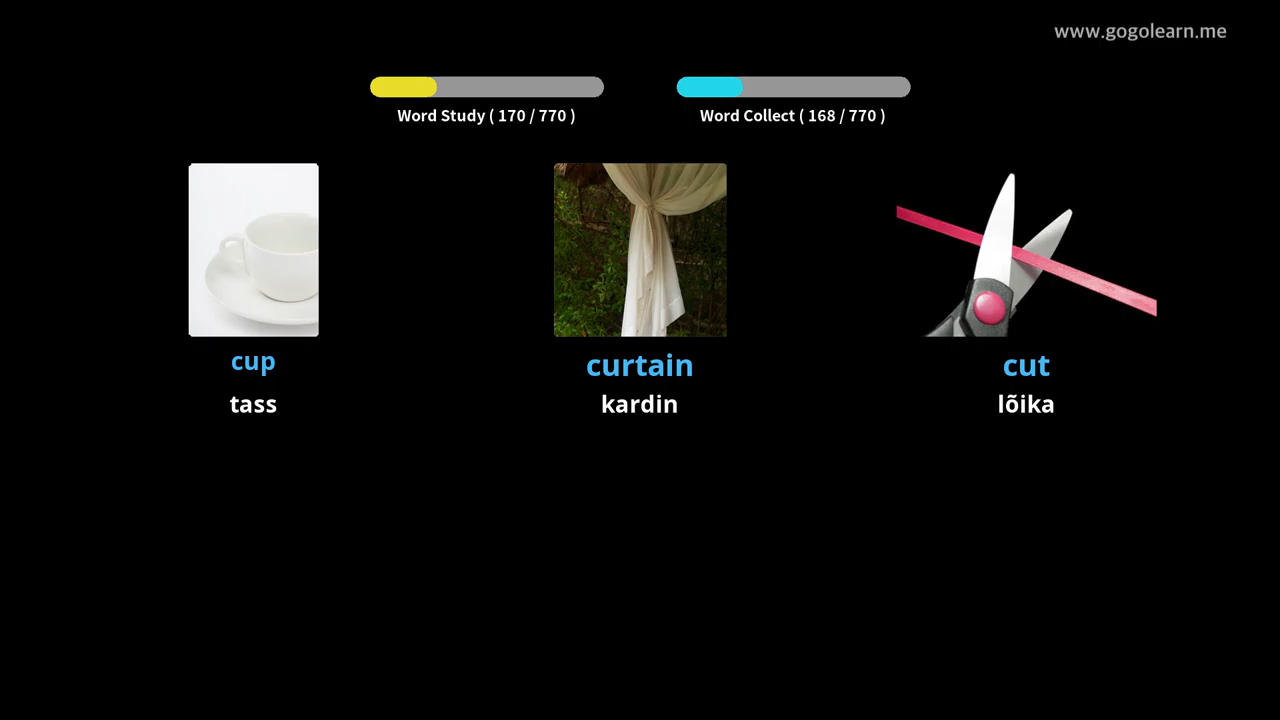 www.gogolearn.me
Word Study ( 170 / 770 )
Word Collect ( 168 / 770 )
cup
tass
curtain
kardin
cut
lõika